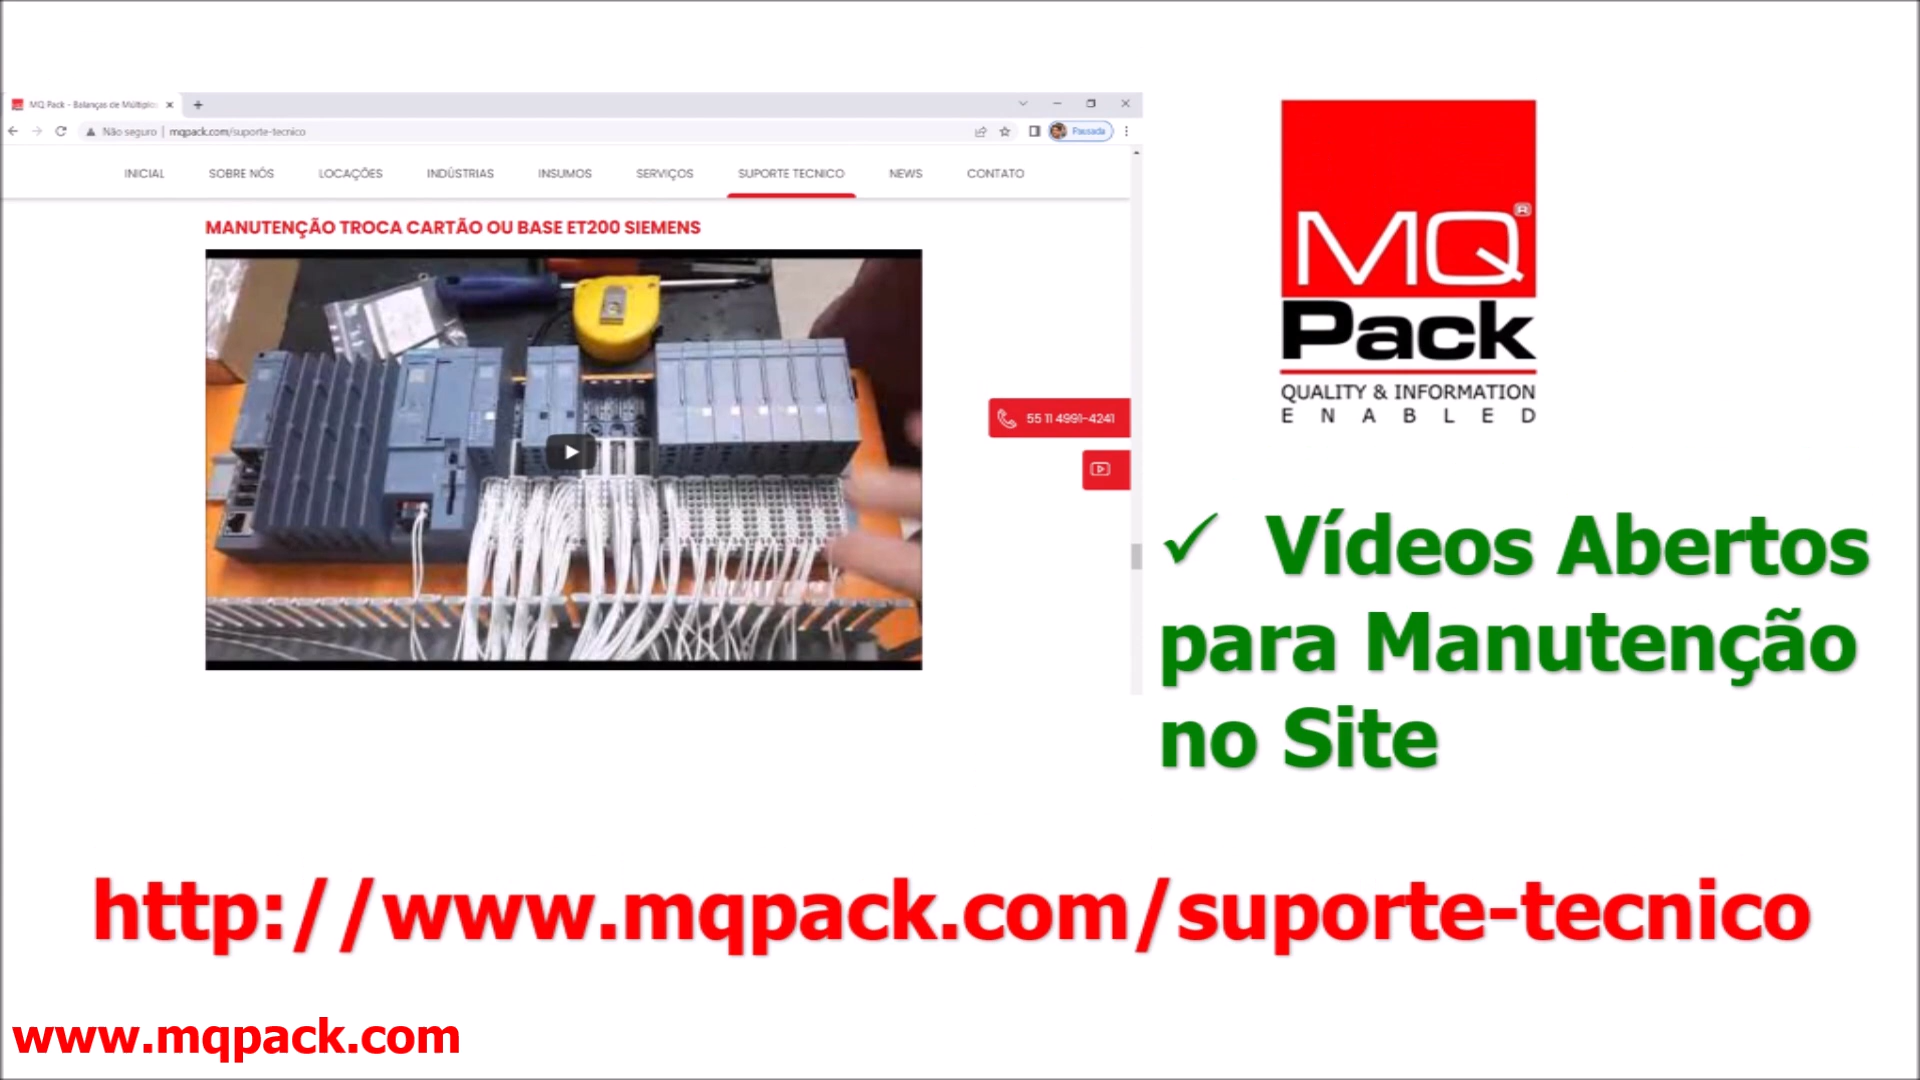 MQ Pack - Balanças de Múltiplos
Não seguro | mqpack.com/suporte-tecnico
Pausada
INICIAL SOBRE NÓS LOCAÇÕES INDÚSTRIAS INSUMOS SERVIÇOS SUPORTE TECNICO NEWS CONTATO
MANUTENÇÃO TROCA CARTÃO OU BASE ET200 SIEMENS
55 11 4991-4241
MQ®
Pack
QUALITY & INFORMATION
ENABLED
✓ Vídeos Abertos
para Manutenção
no Site
http://www.mqpack.com/suporte-tecnico
www.mqpack.com